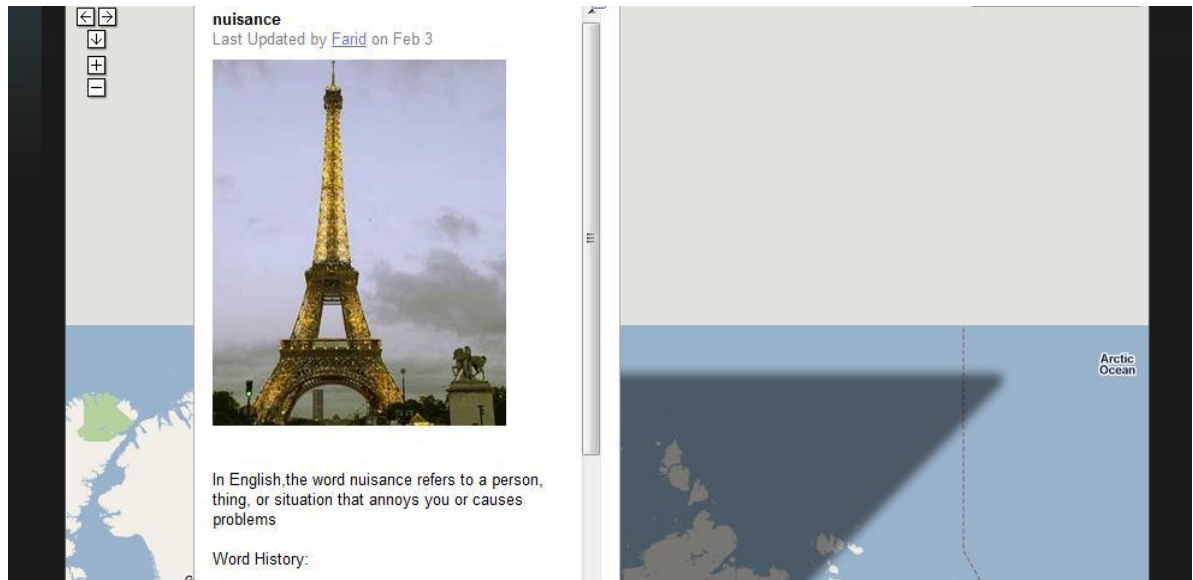 nuisance
Last Updated by Farid on Feb 3
In English,the word nuisance refers to a person,
thing, or situation that annoys you or causes
problems
Word History:
Arctic
Ocean